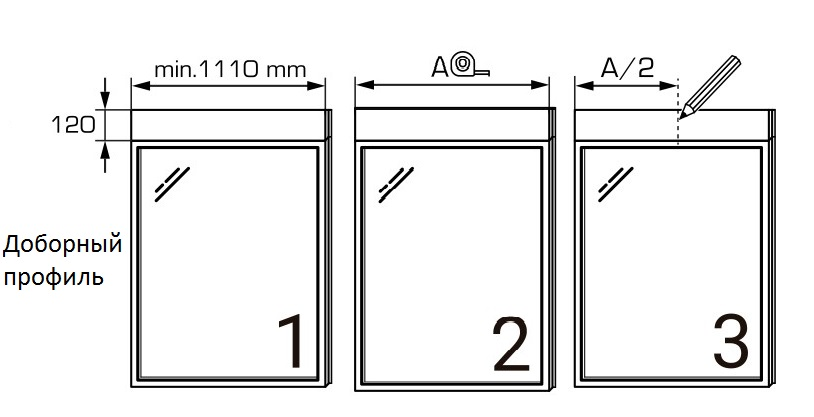 min.1110 mm
A
A/2
120
Доборный
профиль
1
2
3